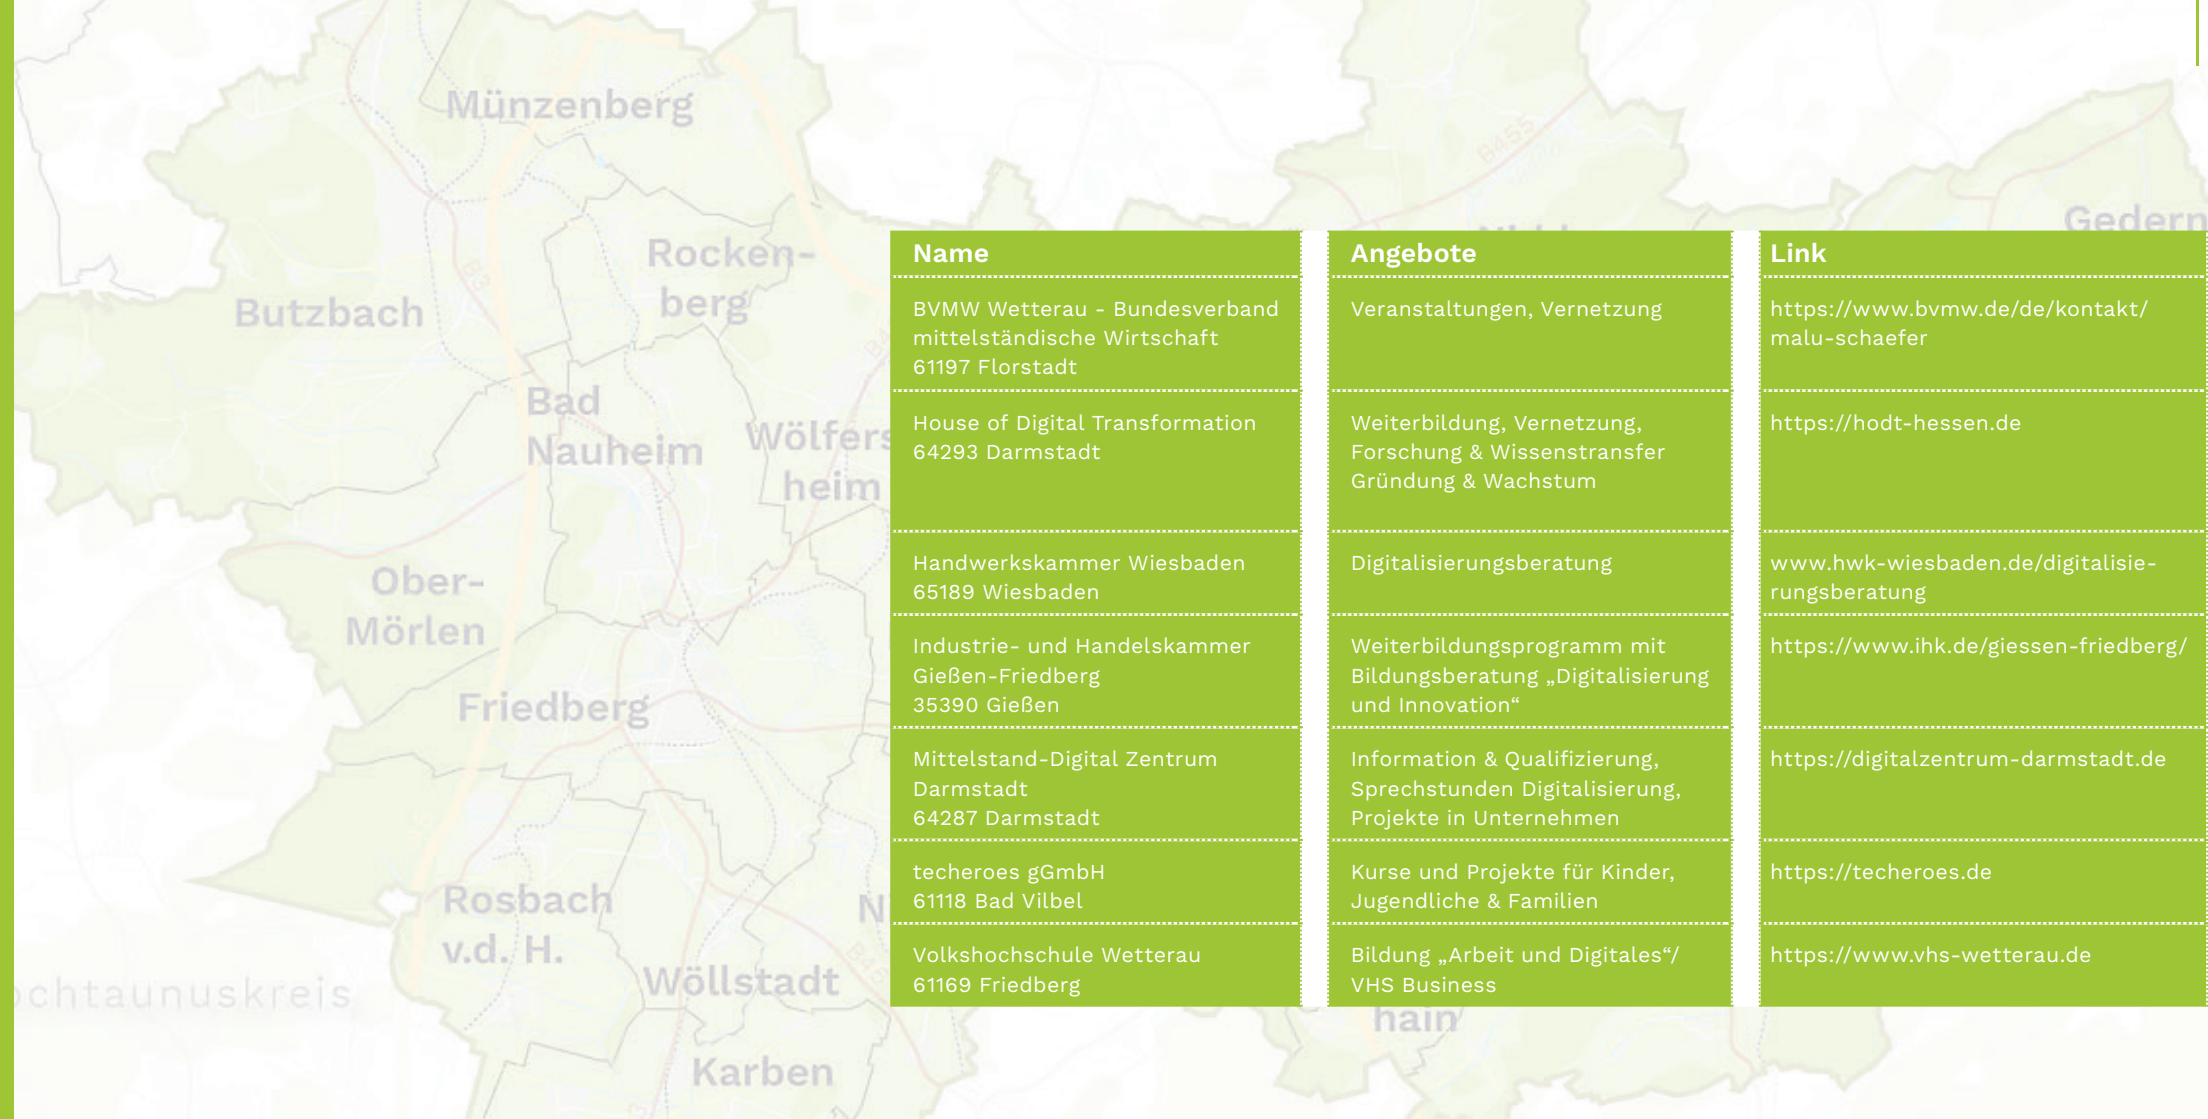 Münzenberg
B455
Gedern
Rocken-
berg
B3
Butzbach
Bad
Nauheim
Wölfers
heim
Ober-
Mörlen
Friedberg
Rosbach
v.d. H.
Wöllstadt
ochtaunuskreis
hain
Karben
Name
Angebote
Link
BVMW Wetterau - Bundesverband
mittelständische Wirtschaft
61197 Florstadt
Veranstaltungen, Vernetzung
https://www.bvmw.de/de/kontakt/
malu-schaefer
House of Digital Transformation
64293 Darmstadt
Weiterbildung, Vernetzung,
Forschung & Wissenstransfer
Gründung & Wachstum
https://hodt-hessen.de
Handwerkskammer Wiesbaden
65189 Wiesbaden
Digitalisierungsberatung
www.hwk-wiesbaden.de/digitalisie-
rungsberatung
Industrie- und Handelskammer
Gießen-Friedberg
35390 Gießen
Weiterbildungsprogramm mit
Bildungsberatung „Digitalisierung
und Innovation“
https://www.ihk.de/giessen-friedberg/
Mittelstand-Digital Zentrum
Darmstadt
64287 Darmstadt
Information & Qualifizierung,
Sprechstunden Digitalisierung,
Projekte in Unternehmen
https://digitalzentrum-darmstadt.de
techeroes gGmbH
61118 Bad Vilbel
Kurse und Projekte für Kinder,
Jugendliche & Familien
https://techeroes.de
Volkshochschule Wetterau
61169 Friedberg
Bildung „Arbeit und Digitales“/
VHS Business
https://www.vhs-wetterau.de